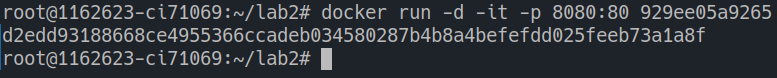 root@1162623-ci71069:~/lab2# docker run -d -it -p 8080:80 929ee05a9265
d2edd93188668ce4955366ccadeb034580287b4b8a4befefdd025feeb73a1a8f
root@1162623-ci71069:~/lab2#